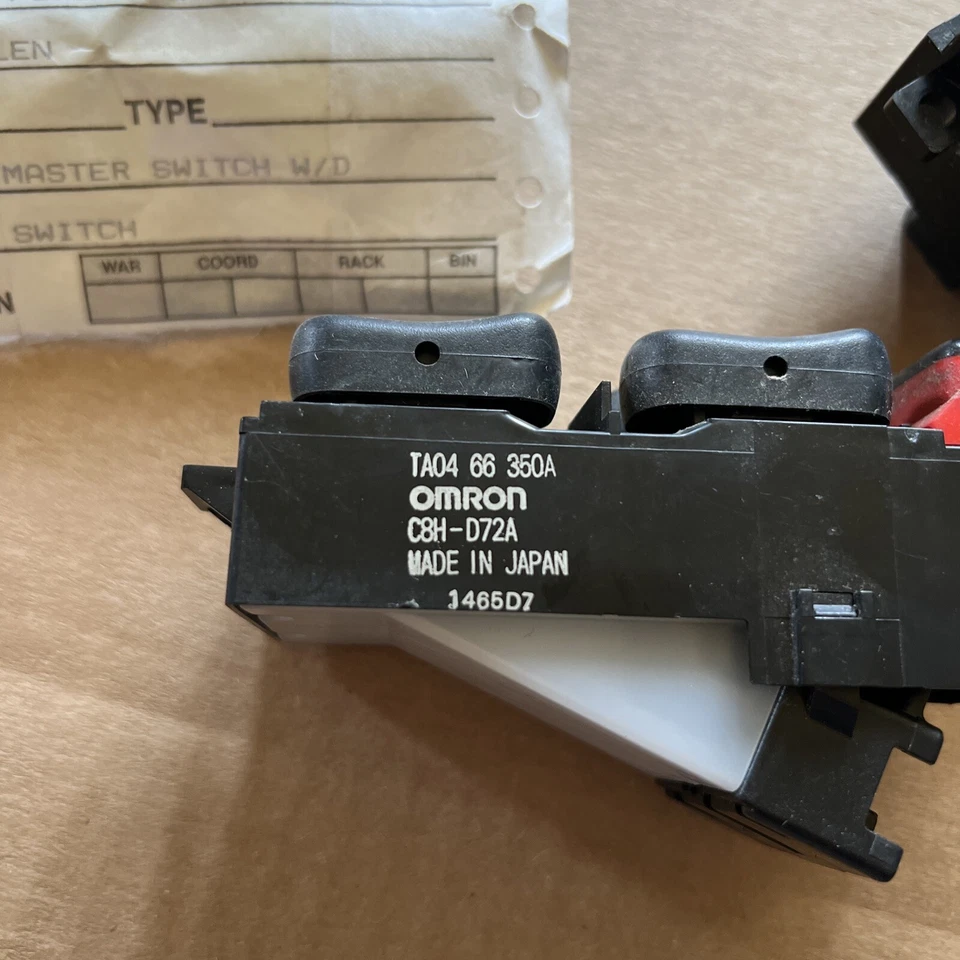 LEN
TYPE
MASTER SWITCH W/D
SWITCH
WAR COORD RACK BIN
N
TA04 66 350A
OMRON
C8H-D72A
MADE IN JAPAN
1465D7